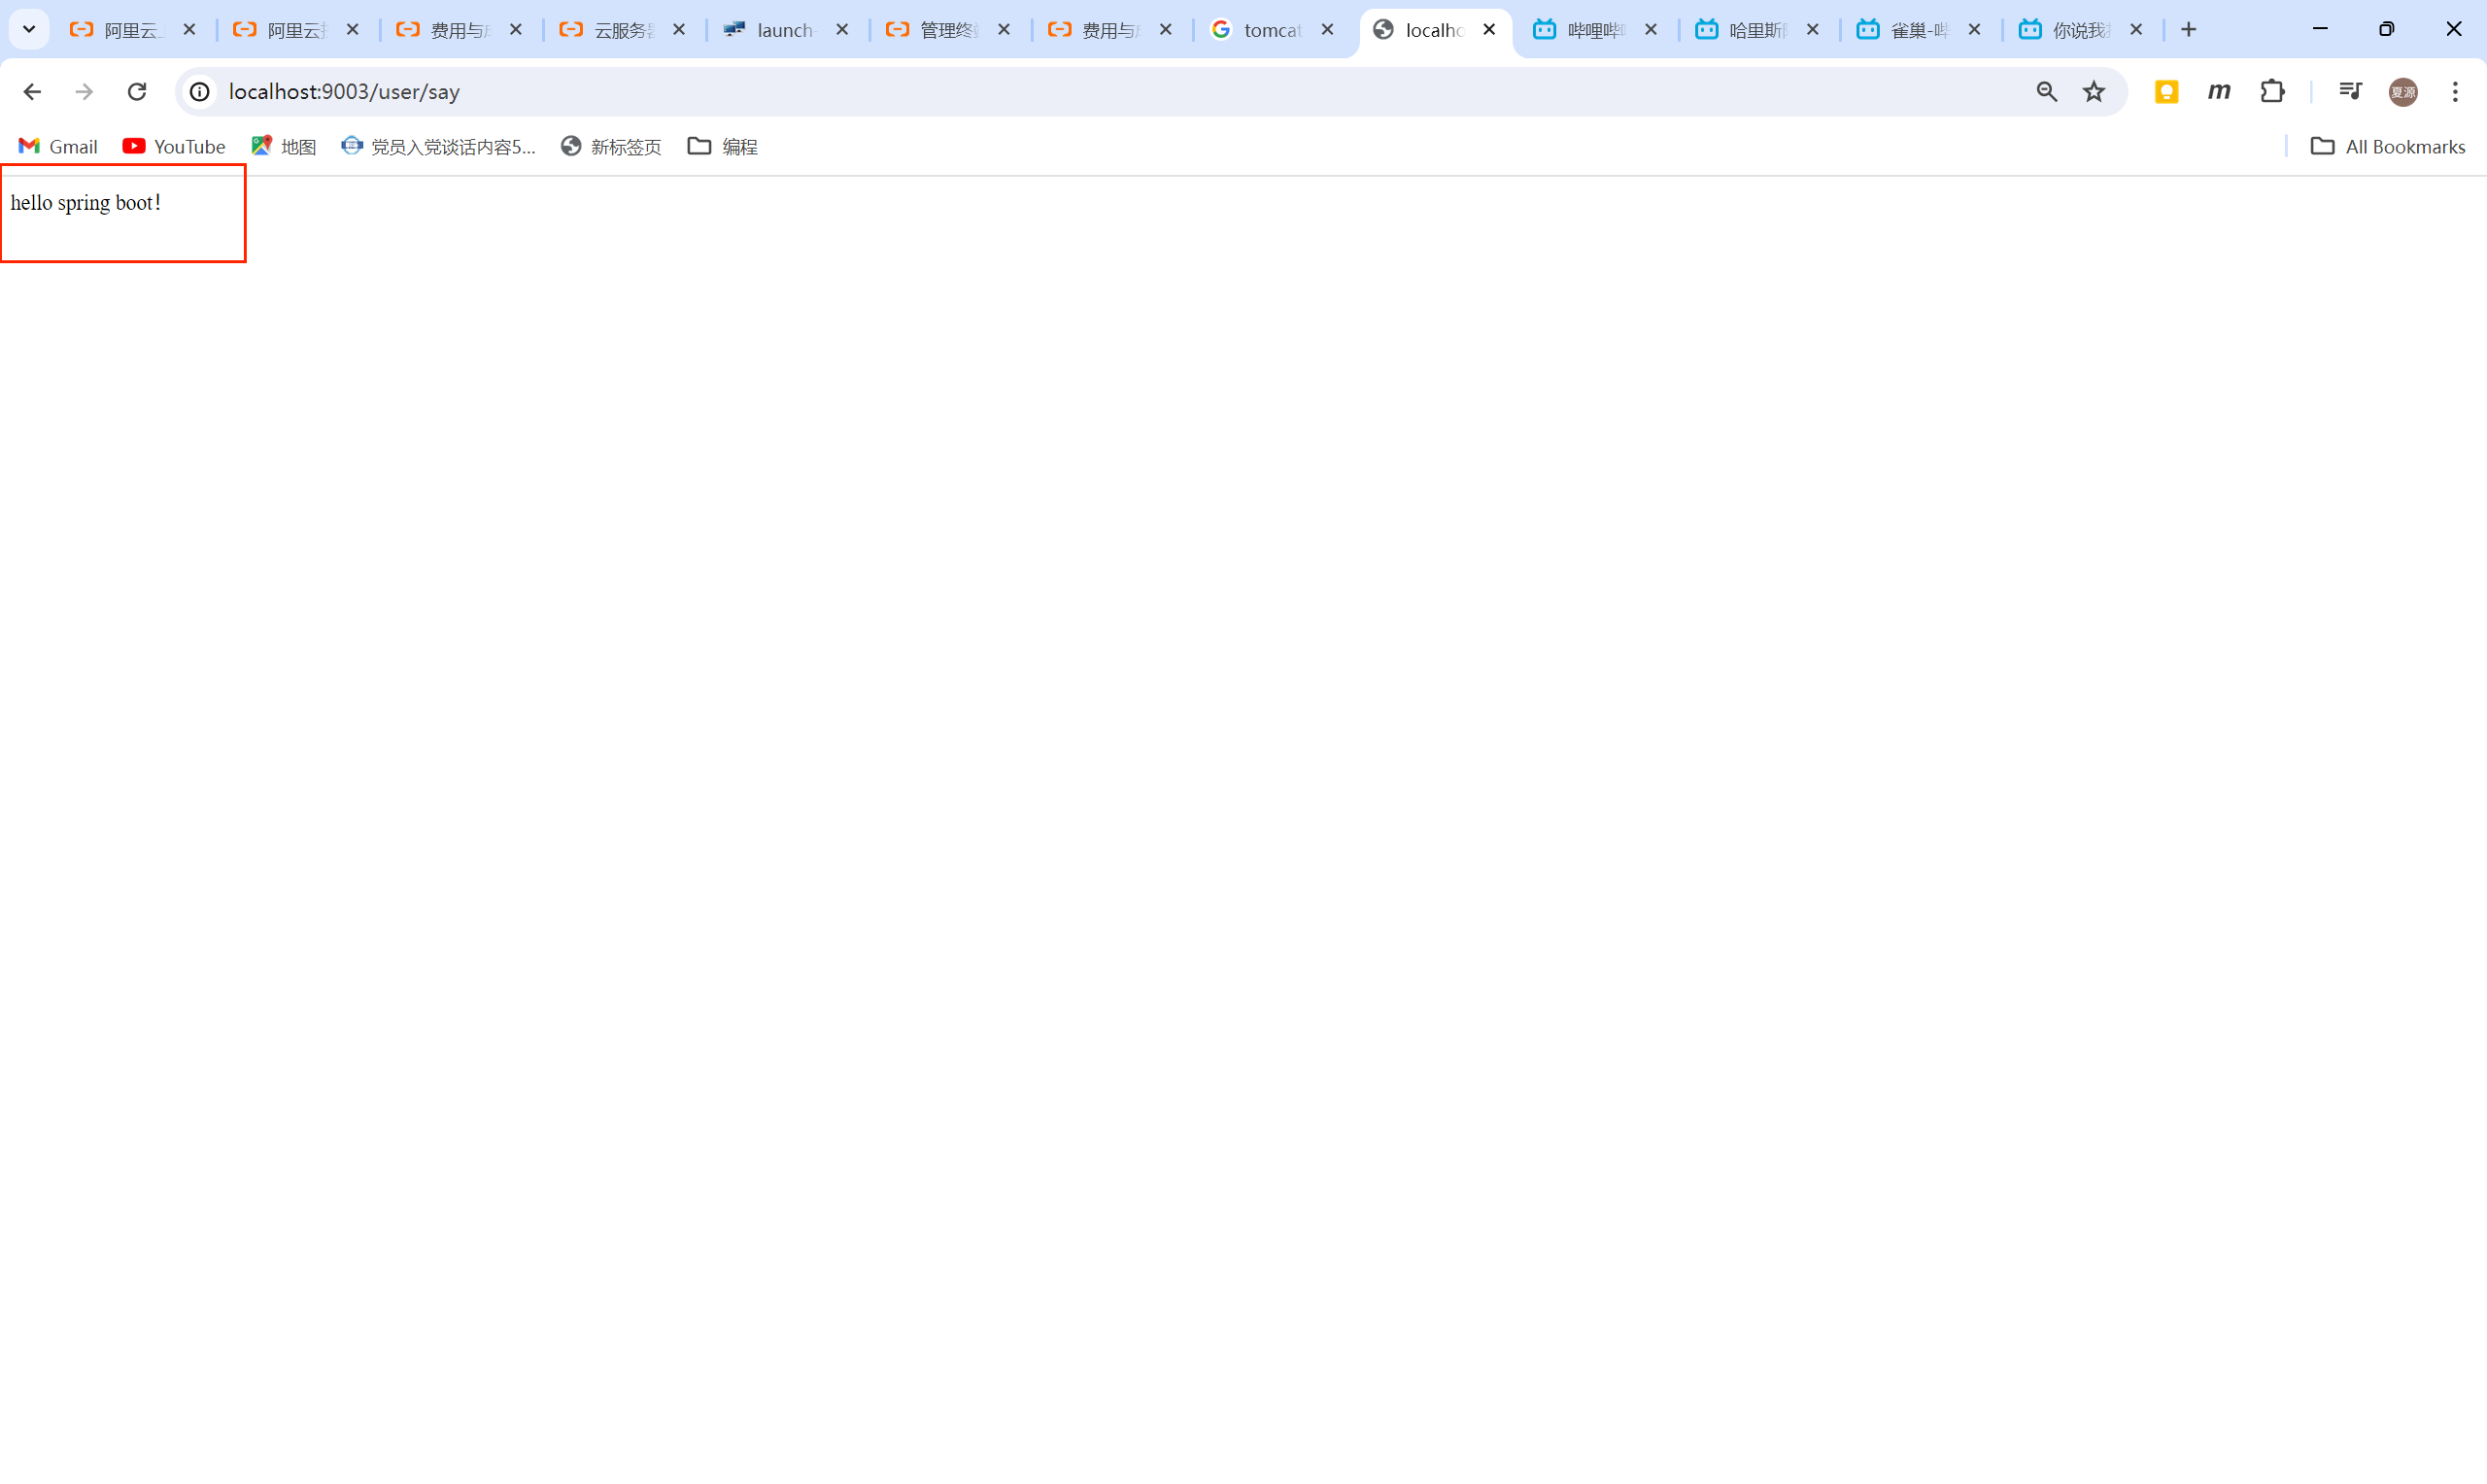 阿里云 阿里云 费用与 云服务 launch- 管理终 费用与 tomcat localho 哔哩哔 哈里斯 雀巢-哔 你说我
localhost:9003/user/say
Gmail YouTube 地图 党员入党谈话内容5... 新标签页 编程 All Bookmarks
夏源
hello spring boot!